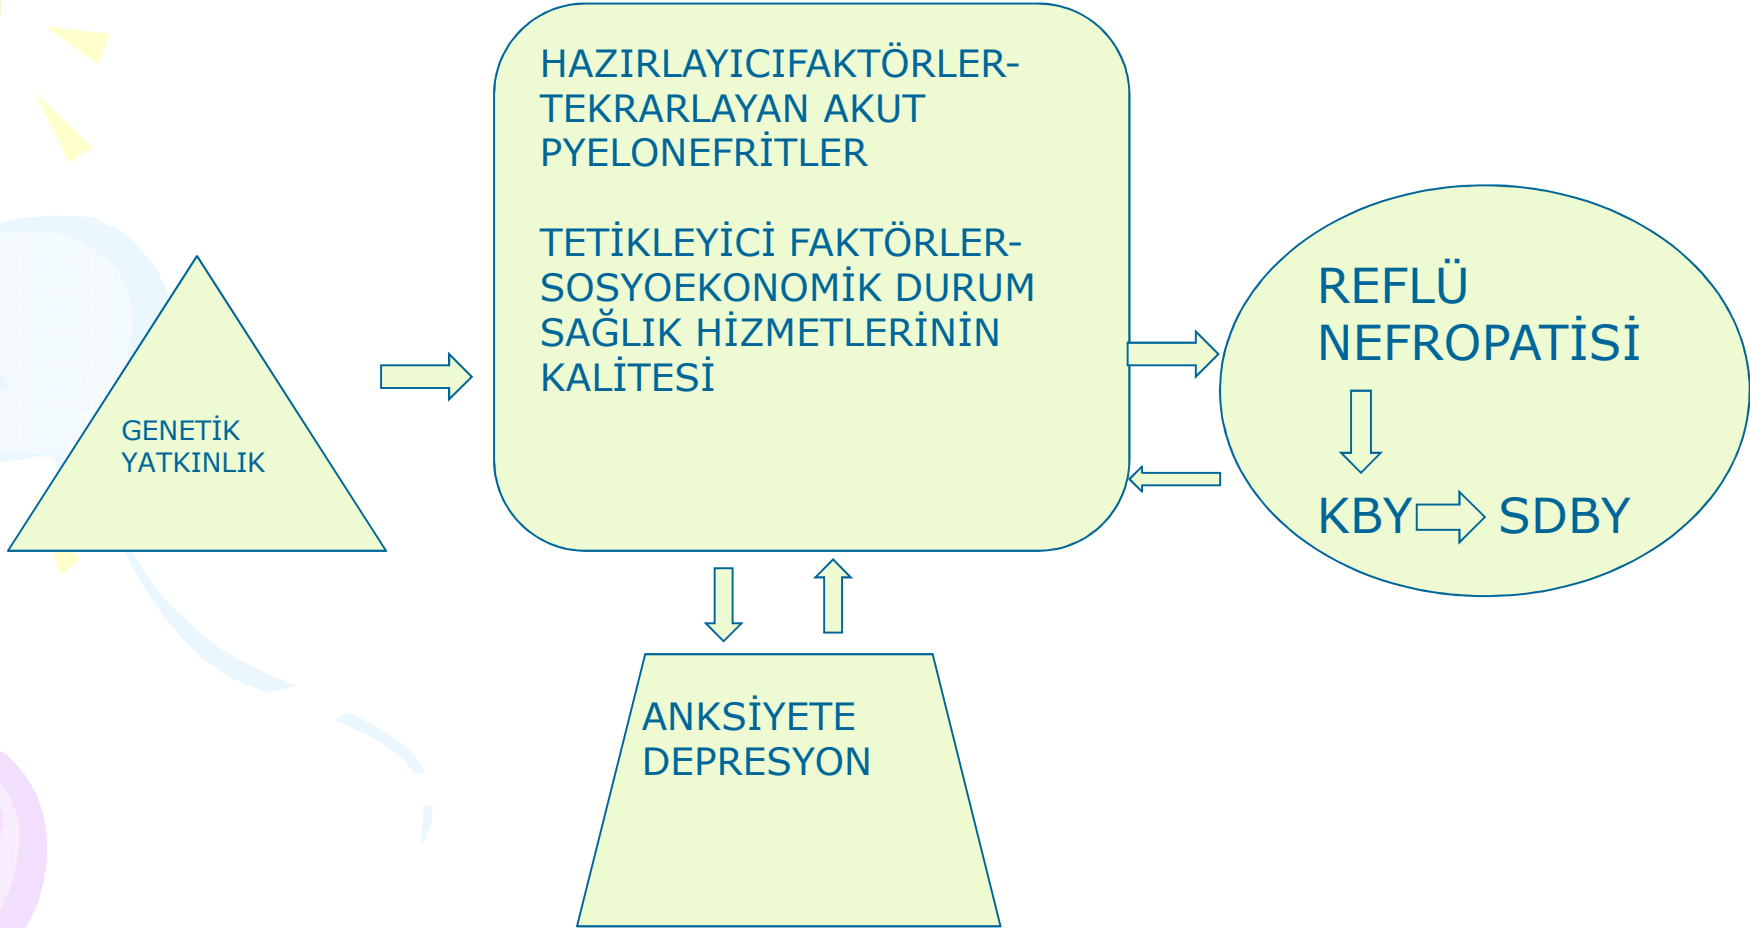 HAZIRLAYICIFAKTÖRLER-
TEKRARLAYAN AKUT
PYELONEFRİTLER
TETİKLEYİCİ FAKTÖRLER-
SOSYOEKONOMİK DURUM
SAĞLIK HİZMETLERİNİN
KALİTESİ
GENETİK
YATKINLIK
REFLÜ
NEFROPATİSİ
KBY SDBY
ANKSİYETE
DEPRESYON